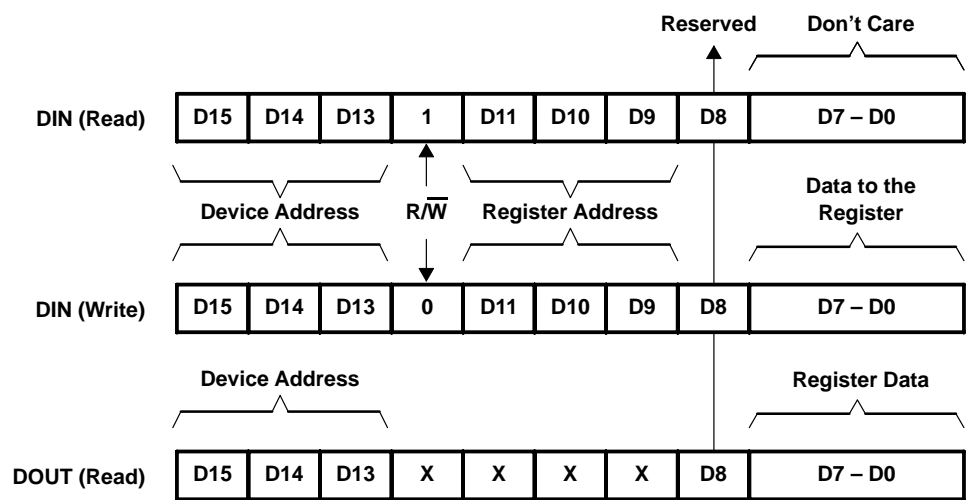 Reserved Don't Care
DIN (Read) D15 D14 D13 1 D11 D10 D9 D8 D7 – D0
Device Address R/W̅ Register Address Data to the
Register
DIN (Write) D15 D14 D13 0 D11 D10 D9 D8 D7 – D0
Device Address Register Data
DOUT (Read) D15 D14 D13 X X X X D8 D7 – D0